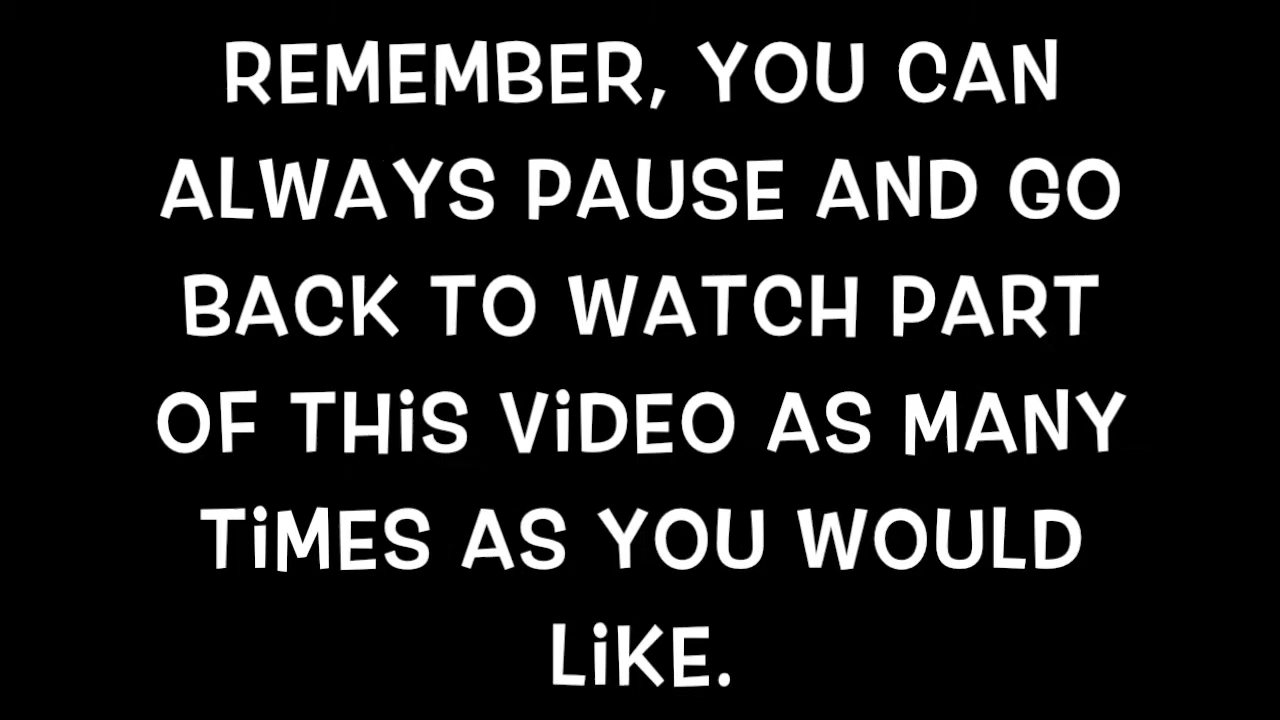 REMEMBER, YOU CAN
ALWAYS PAUSE AND GO
BACK TO WATCH PART
OF THiS ViDEO AS MANY
TiMES AS YOU WOULD
LiKE.